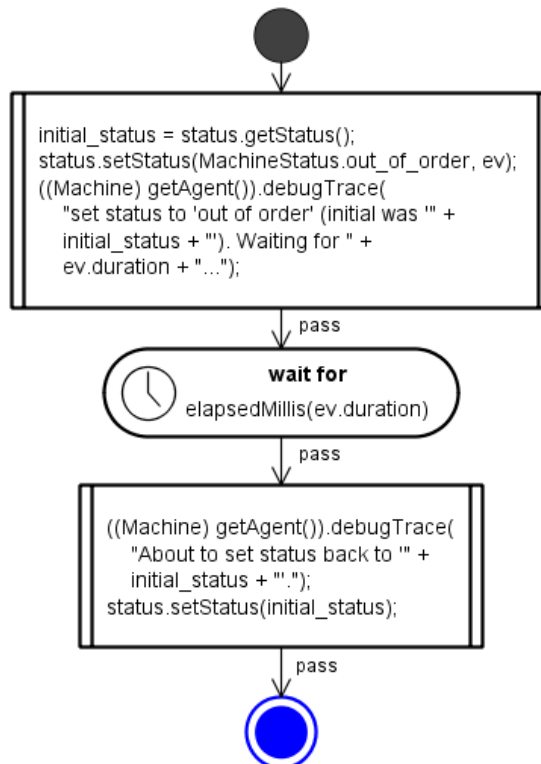 initial_status = status.getStatus();
status.setStatus(MachineStatus.out_of_order, ev);
((Machine) getAgent()).debugTrace(
"set status to 'out of order' (initial was '" +
initial_status + "'). Waiting for " +
ev.duration + "...");
pass
wait for
elapsedMillis(ev.duration)
pass
((Machine) getAgent()).debugTrace(
"About to set status back to '" +
initial_status + "'.");
status.setStatus(initial_status);
pass